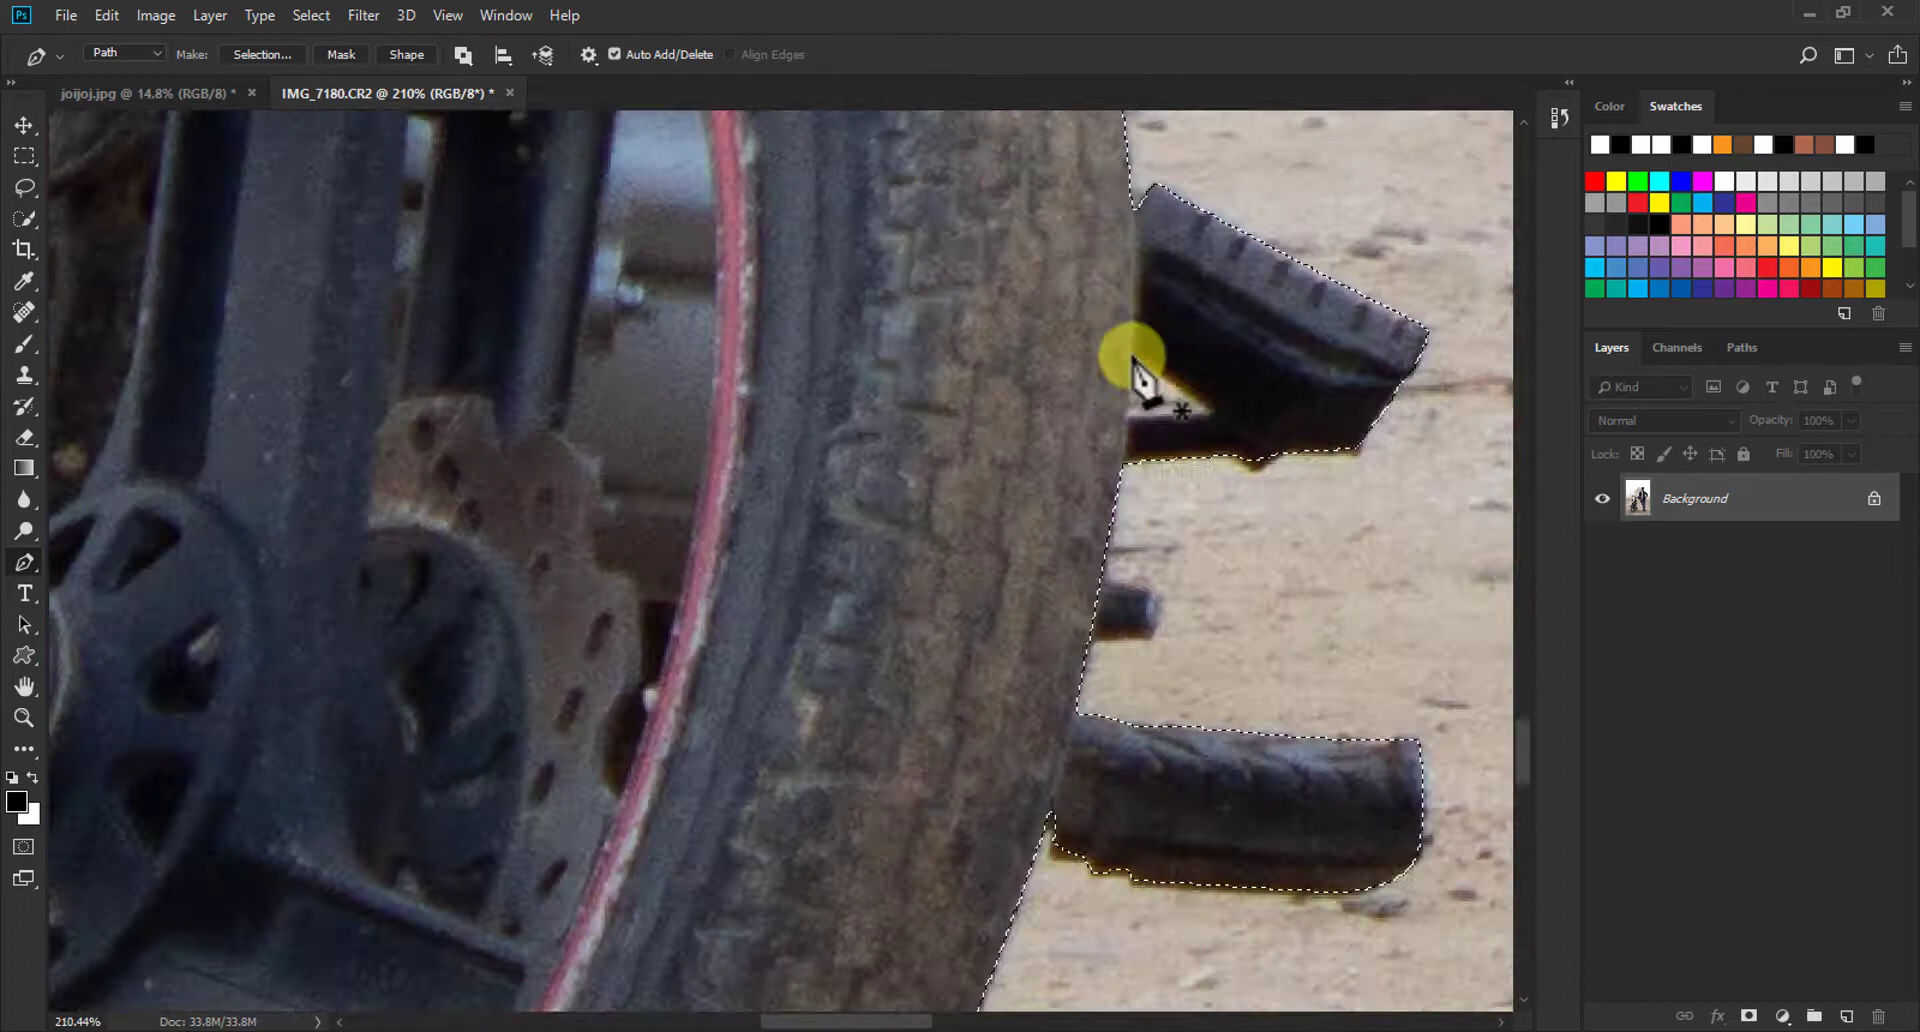 Ps File Edit Image Layer Type Select Filter 3D View Window Help
Path Make: Selection... Mask Shape Auto Add/Delete Align Edges
joijoj.jpg @ 14.8% (RGB/8) * × IMG_7180.CR2 @ 210% (RGB/8*) * ×
Color Swatches
Layers Channels Paths
Kind
Normal Opacity: 100%
Lock: Fill: 100%
Background
T
fx
210.44% Doc: 33.8M/33.8M